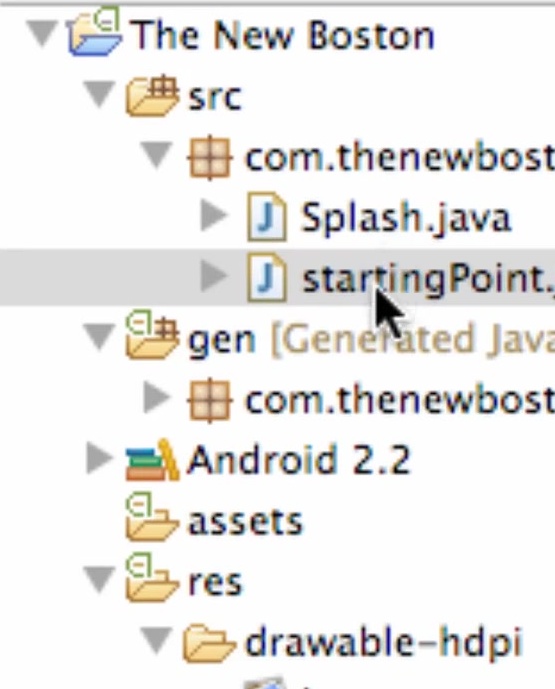 The New Boston
src
com.thenewbost
Splash.java
startingPoint.
gen [Generated Java
com.thenewbost
Android 2.2
assets
res
drawable-hdpi